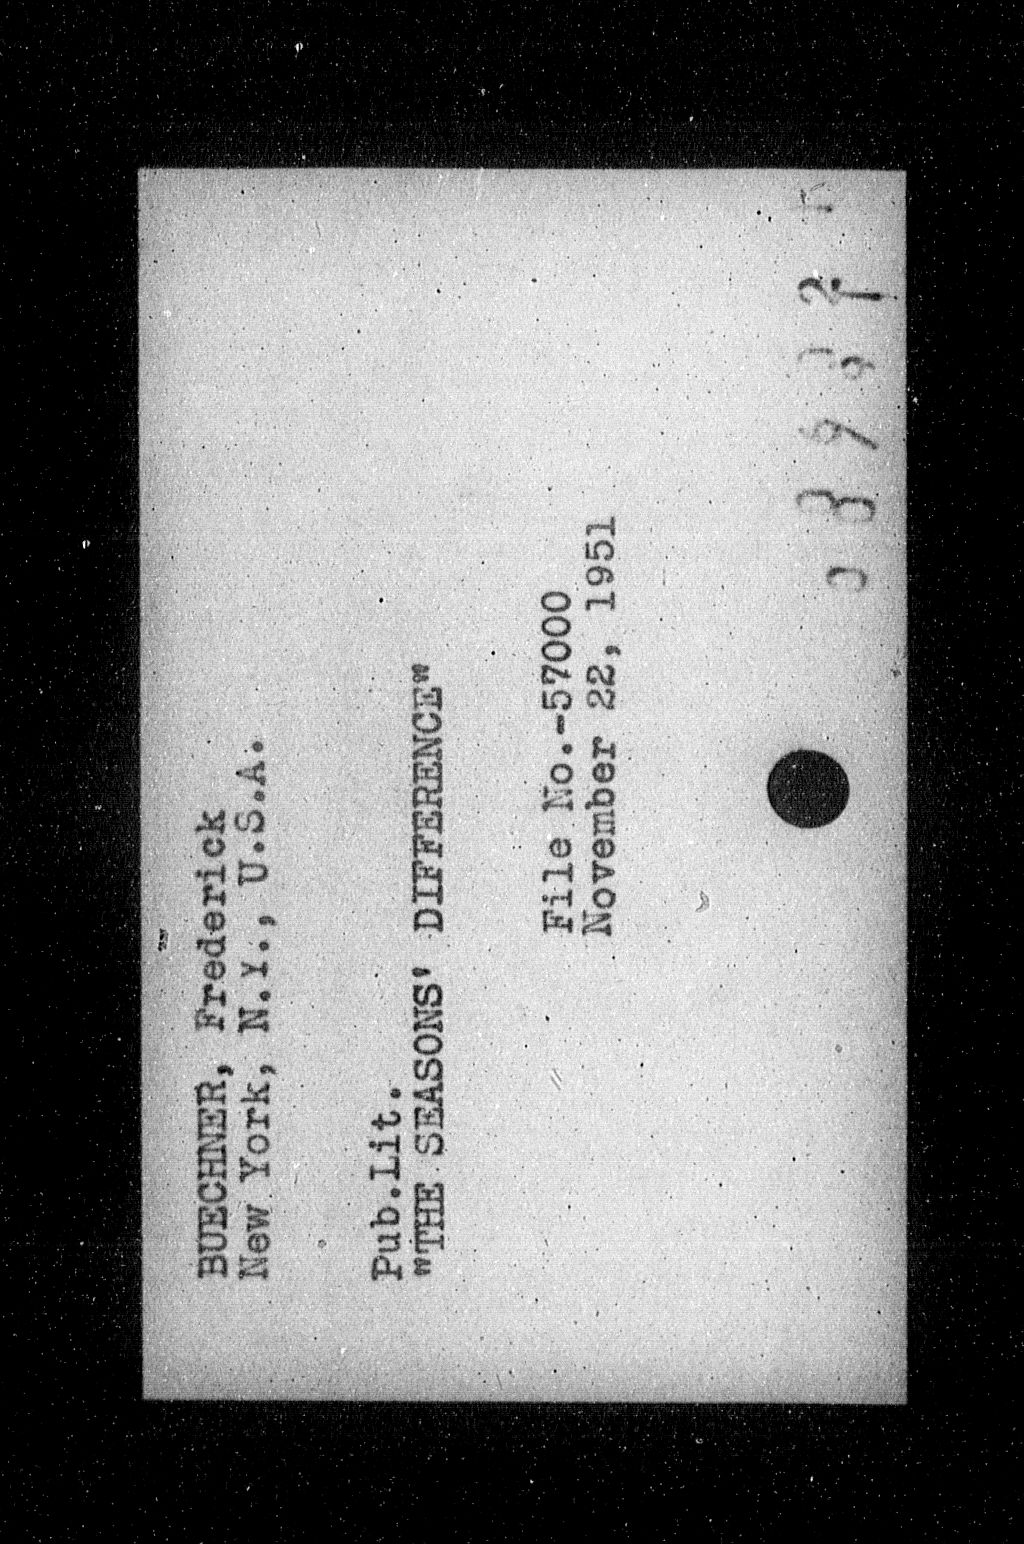 BUECHNER, Frederick
New York, N.Y., U.S.A.
Pub.Lit.
"THE SEASONS' DIFFERENCE"
File No.-57000
November 22, 1951